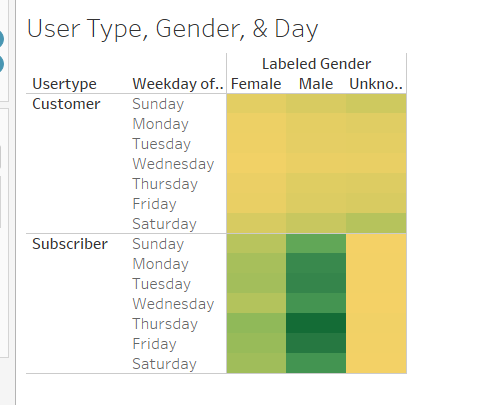 User Type, Gender, & Day
Labeled Gender
Usertype Weekday of.. Female Male Unkno..
Customer Sunday
Monday
Tuesday
Wednesday
Thursday
Friday
Saturday
Subscriber Sunday
Monday
Tuesday
Wednesday
Thursday
Friday
Saturday